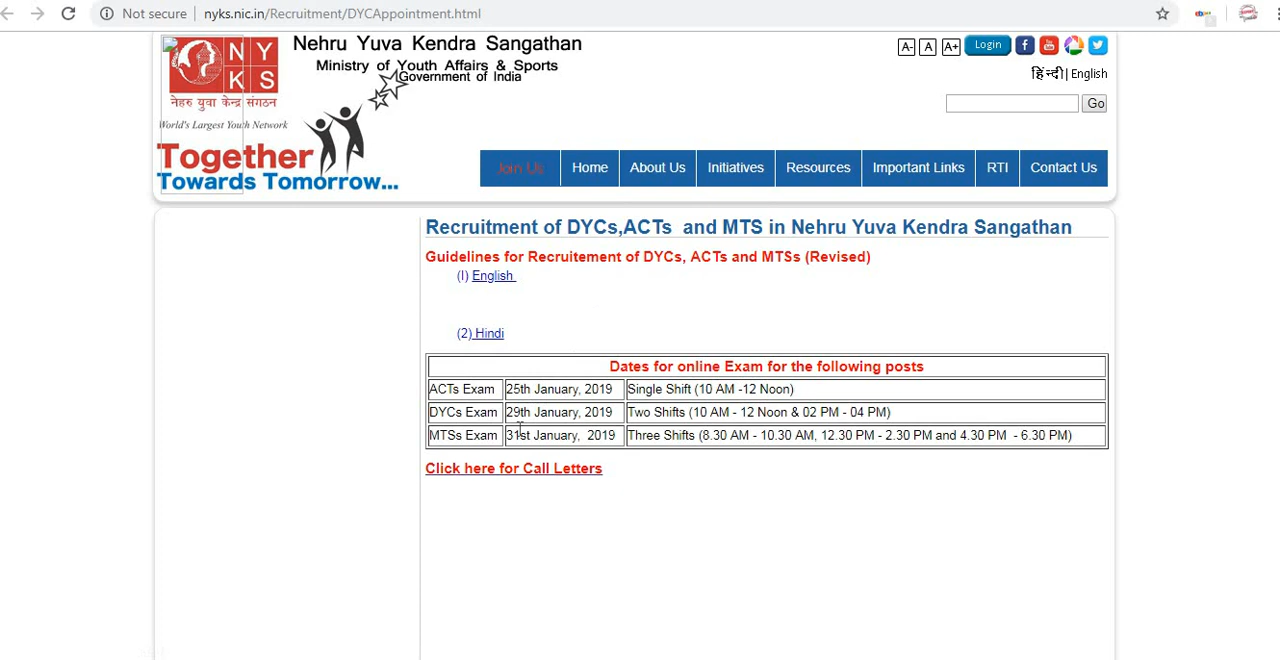 Not secure | nyks.nic.in/Recruitment/DYCAppointment.html
NYKS
नेहरु युवा केन्द्र संगठन
World's Largest Youth Network
Together
Towards Tomorrow...
Nehru Yuva Kendra Sangathan
Ministry of Youth Affairs & Sports
Government of India
A- A A+ Login
हिंन्दी| English
Go
Join Us Home About Us Initiatives Resources Important Links RTI Contact Us
Recruitment of DYCs,ACTs and MTS in Nehru Yuva Kendra Sangathan
Guidelines for Recruitement of DYCs, ACTs and MTSs (Revised)
(I) English
(2) Hindi
Dates for online Exam for the following posts
ACTs Exam 25th January, 2019 Single Shift (10 AM -12 Noon)
DYCs Exam 29th January, 2019 Two Shifts (10 AM - 12 Noon & 02 PM - 04 PM)
MTSs Exam 31st January, 2019 Three Shifts (8.30 AM - 10.30 AM, 12.30 PM - 2.30 PM and 4.30 PM - 6.30 PM)
Click here for Call Letters